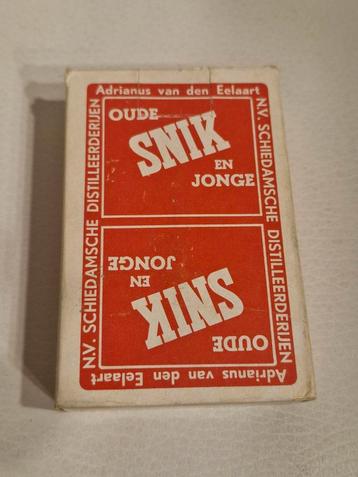 Adrianus van den Eelaart
N.V. SCHIEDAMSCHE DISTILLEERDERIJEN
N.V. SCHIEDAMSCHE DISTILLEERDERIJEN
OUDE
SNIK
EN
JONGE
OUDE
SNIK
EN
JONGE
Adrianus van den Eelaart